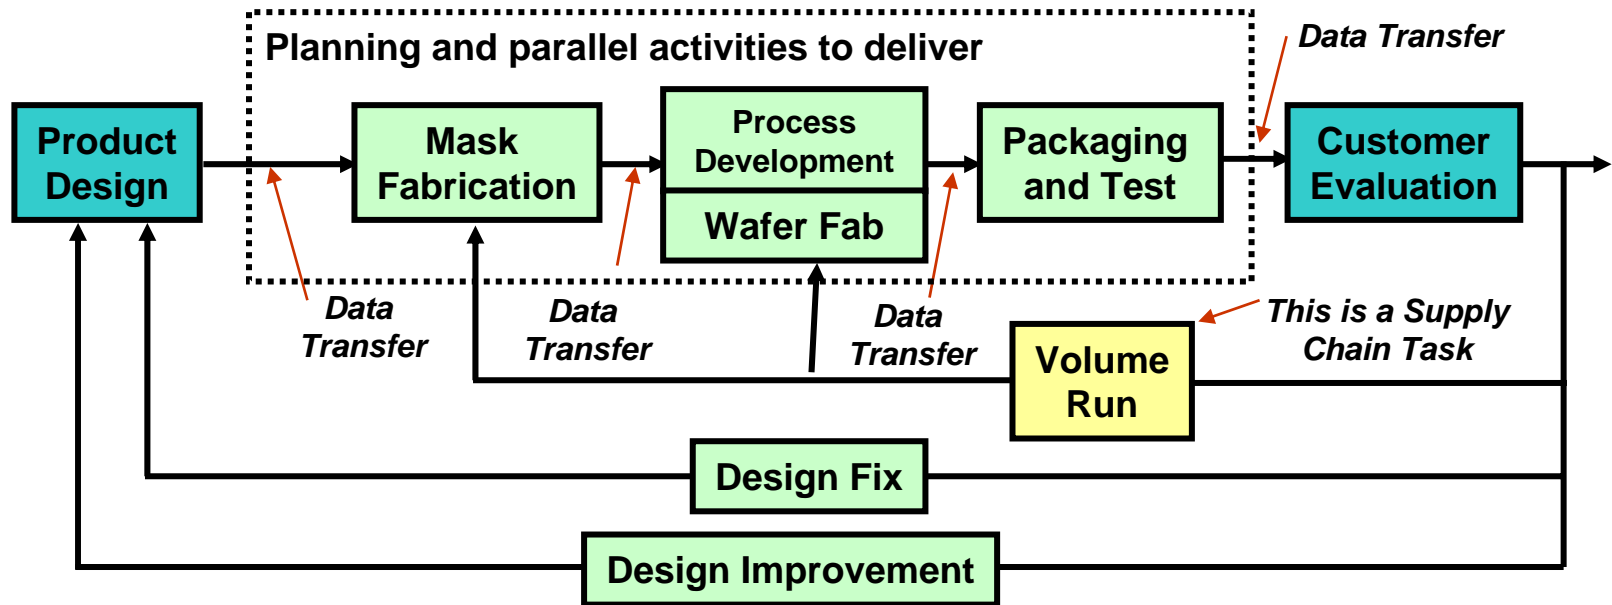 Planning and parallel activities to deliver
Data Transfer
Product
Design
Mask
Fabrication
Process
Development
Wafer Fab
Packaging
and Test
Customer
Evaluation
Data
Transfer
Data
Transfer
Data
Transfer
This is a Supply
Chain Task
Volume
Run
Design Fix
Design Improvement